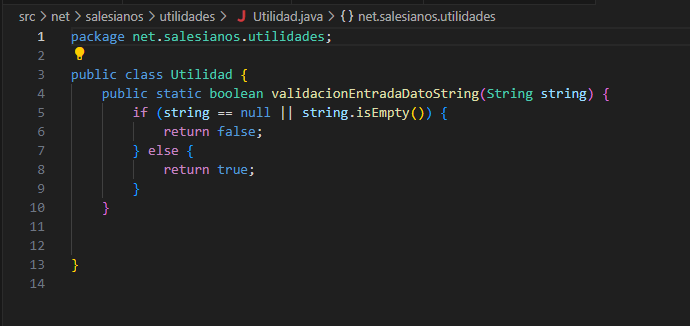 src > net > salesianos > utilidades > J Utilidad.java > {} net.salesianos.utilidades
1 package net.salesianos.utilidades;
2
3 public class Utilidad {
4 public static boolean validacionEntradaDatoString(String string) {
5 if (string == null || string.isEmpty()) {
6 return false;
7 } else {
8 return true;
9 }
10 }
11
12
13 }
14